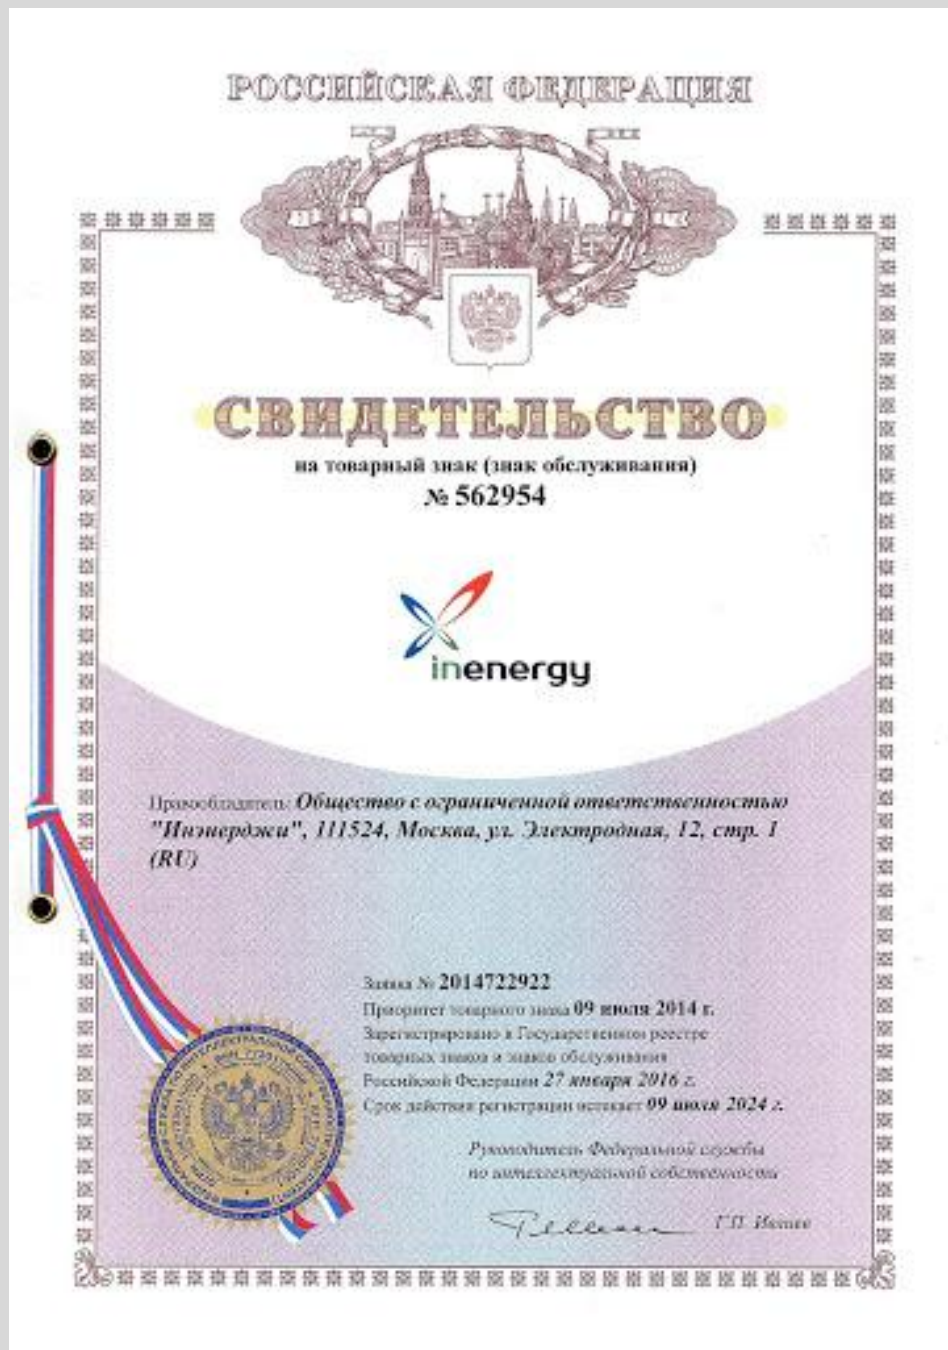 РОССИЙСКАЯ ФЕДЕРАЦИЯ
СВИДЕТЕЛЬСТВО
на товарный знак (знак обслуживания)
№ 562954
inenergy
Правообладатель: Общество с ограниченной ответственностью
"Инэнерджи", 111524, Москва, ул. Электродная, 12, стр. 1
(RU)
Заявка № 2014722922
Приоритет товарного знака 09 июля 2014 г.
Зарегистрировано в Государственном реестре
товарных знаков и знаков обслуживания
Российской Федерации 27 января 2016 г.
Срок действия регистрации истекает 09 июля 2024 г.
Руководитель Федеральной службы
по интеллектуальной собственности
Г.П. Ивлиев